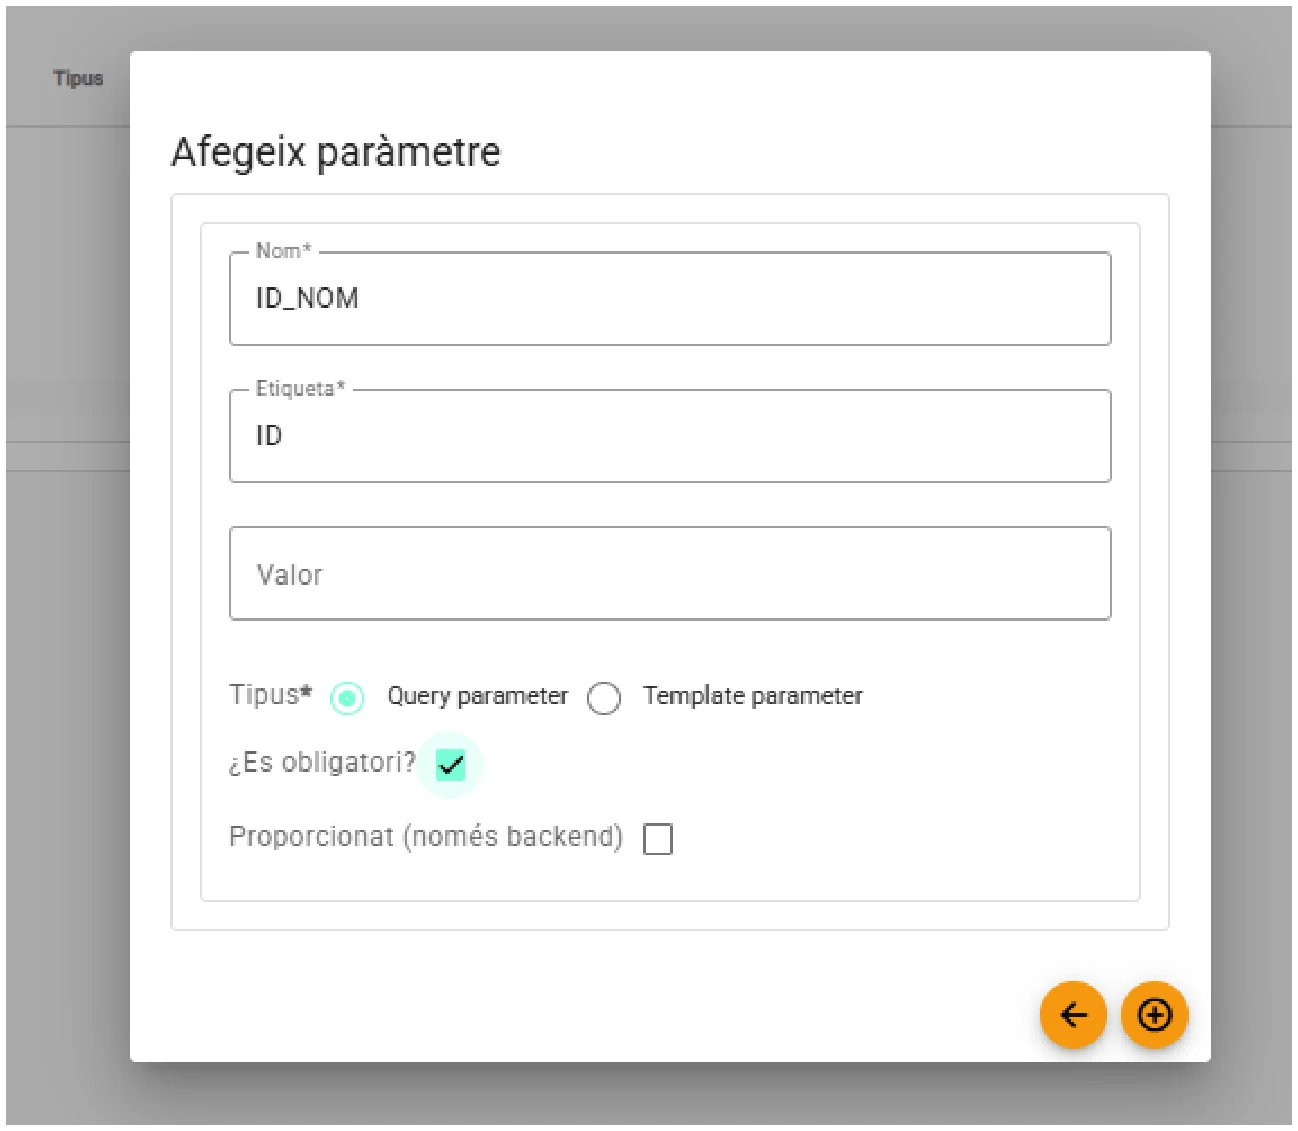 Tipus
Afegeix paràmetre
Nom*
ID_NOM
Etiqueta*
ID
Valor
Tipus* Query parameter Template parameter
¿Es obligatori?
Proporcionat (només backend)